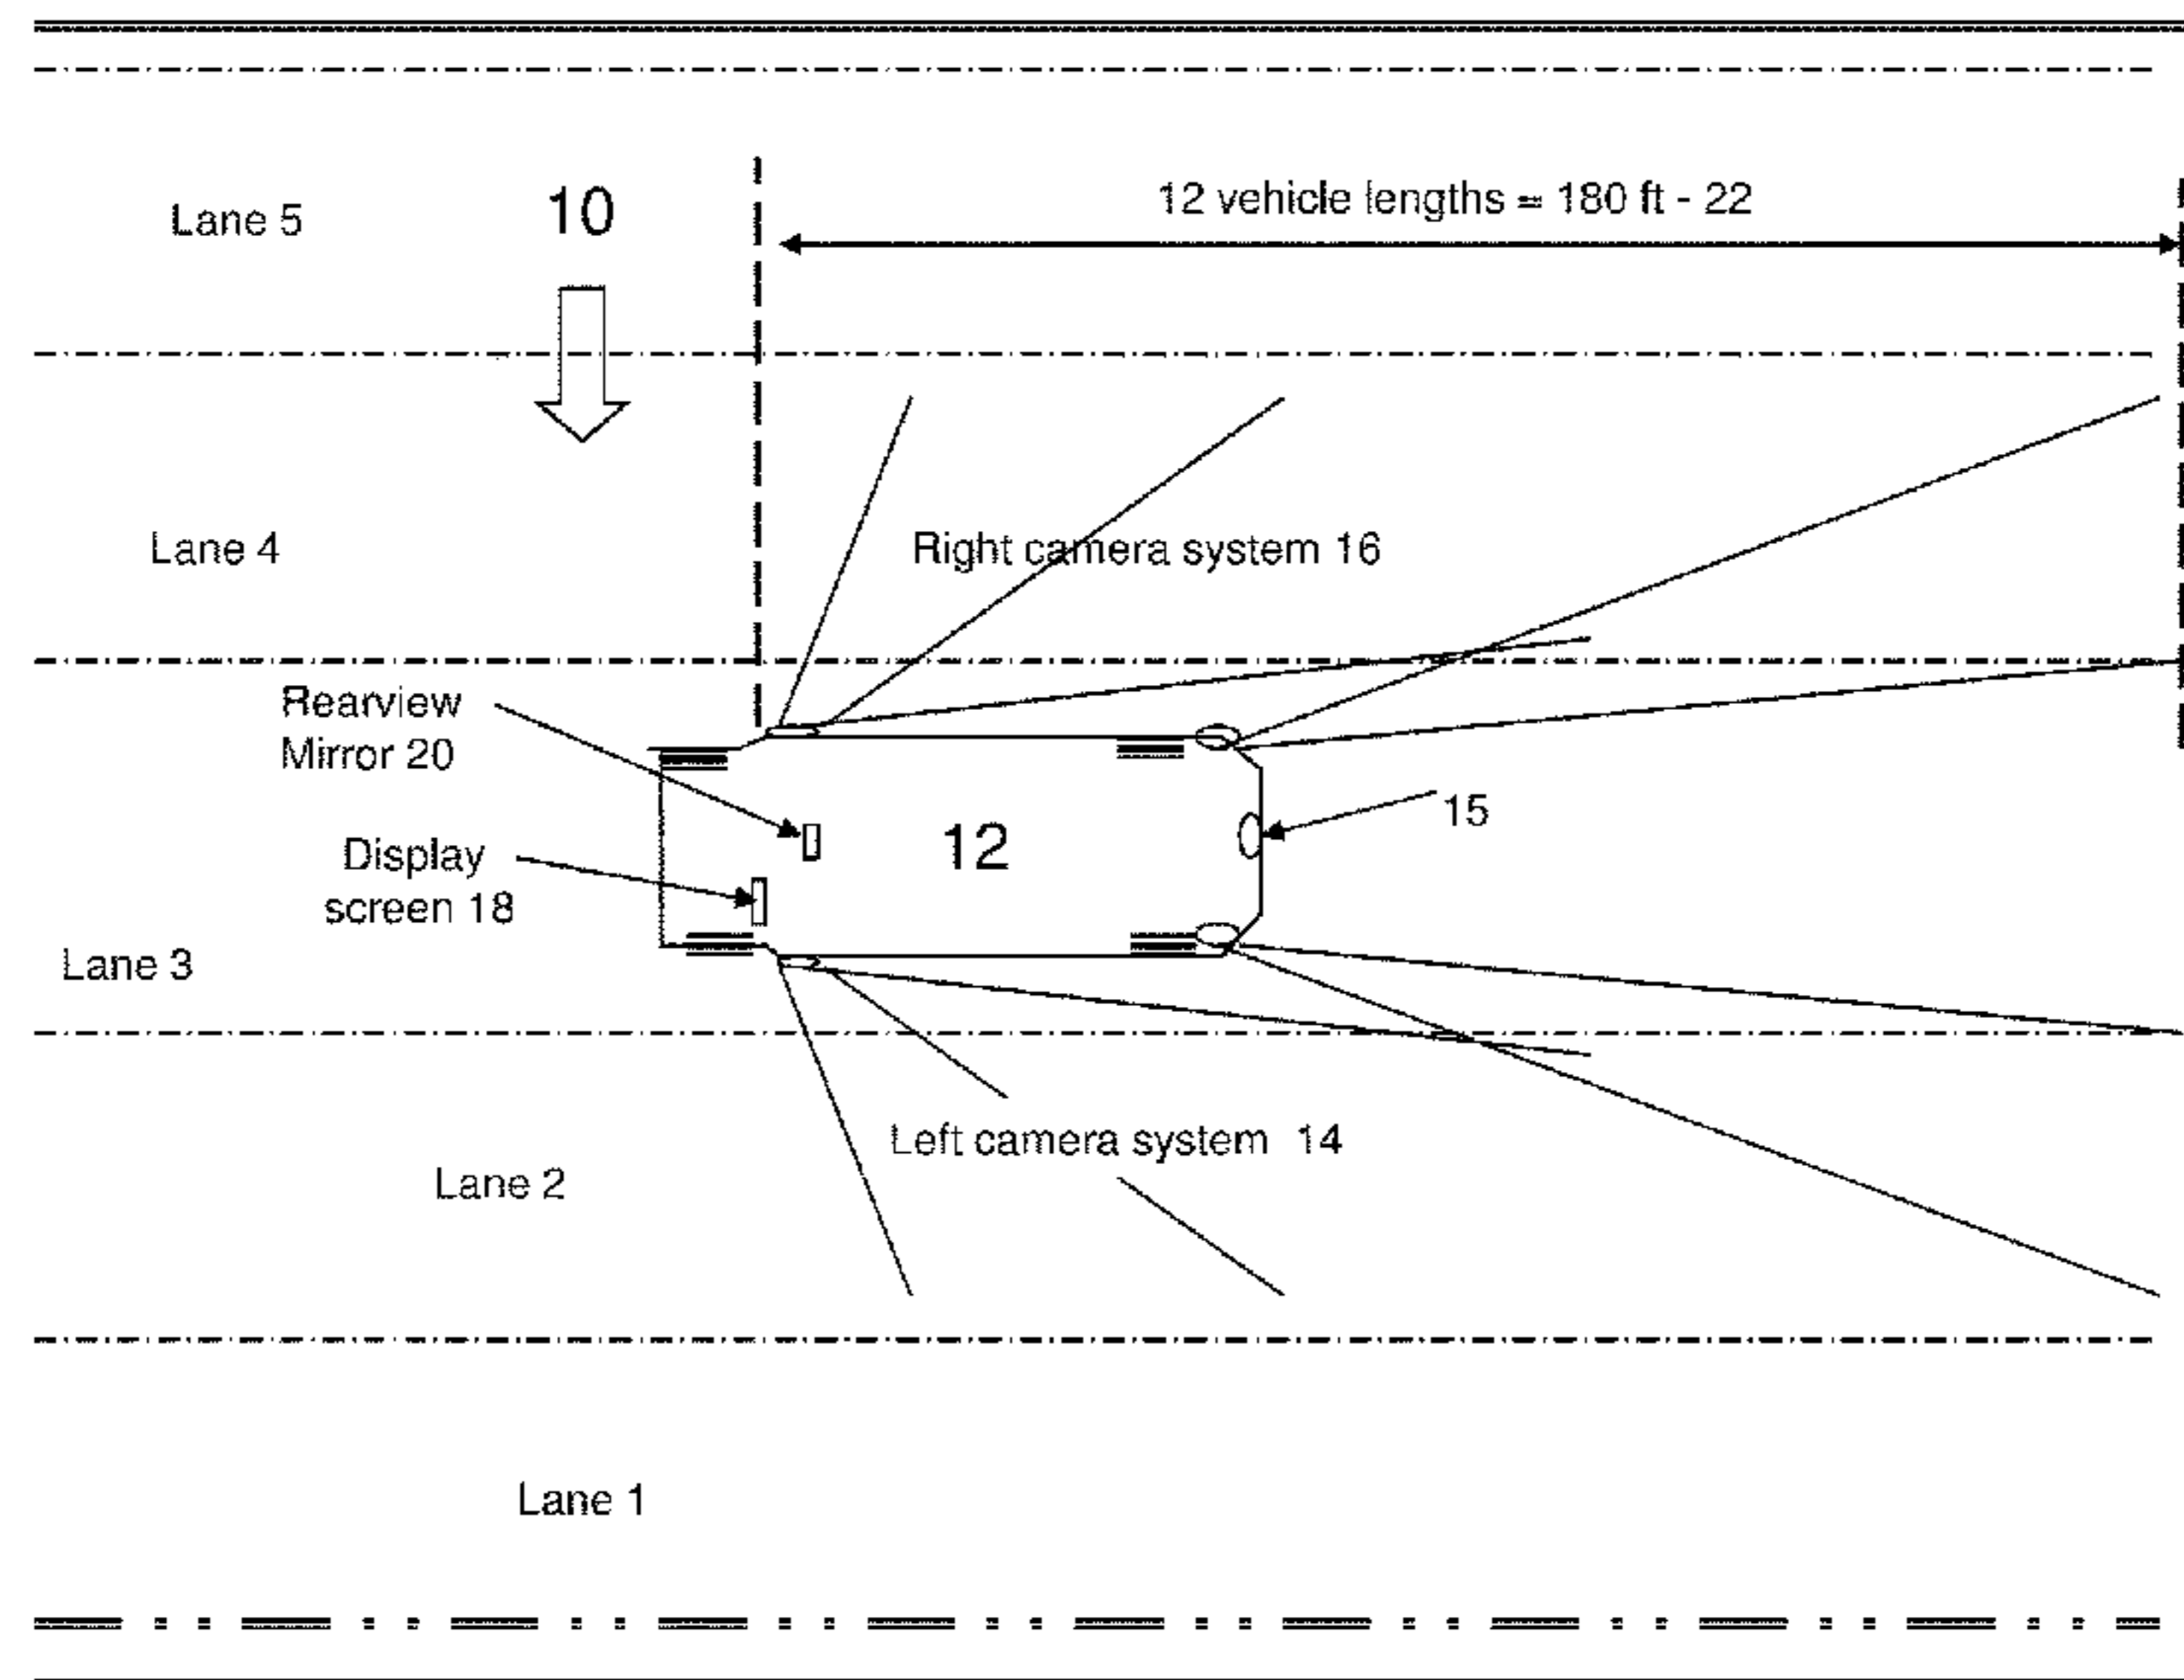 12 vehicle lengths = 180 ft - 22
Lane 5
10
Lane 4
Right camera system 16
Rearview
Mirror 20
15
12
Display
screen 18
Lane 3
Left camera system 14
Lane 2
Lane 1